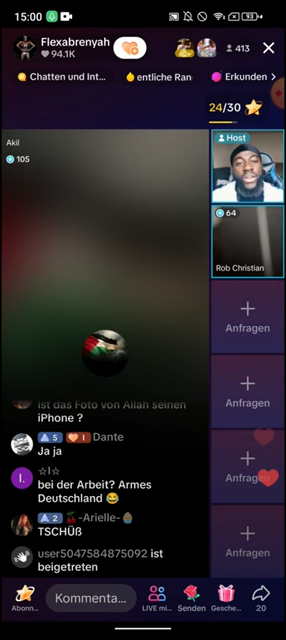 15:00
93
Flexabrenyah
94.1K
413
Chatten und Int...
entliche Ran
Erkunden >
24/30
Akil
105
Host
64
Rob Christian
Anfragen
Anfragen
Anfragen
Anfragen
ist das Foto von Allah seinen
iPhone ?
5 1 Dante
Ja ja
I.
☆I☆
bei der Arbeit? Armes
Deutschland 😂
2 🍒-Arielle-🧁
TSCHÜß
user5047584875092 ist
beigetreten
Abonn...
Kommenta...
LIVE mi...
Senden
Gesche...
20